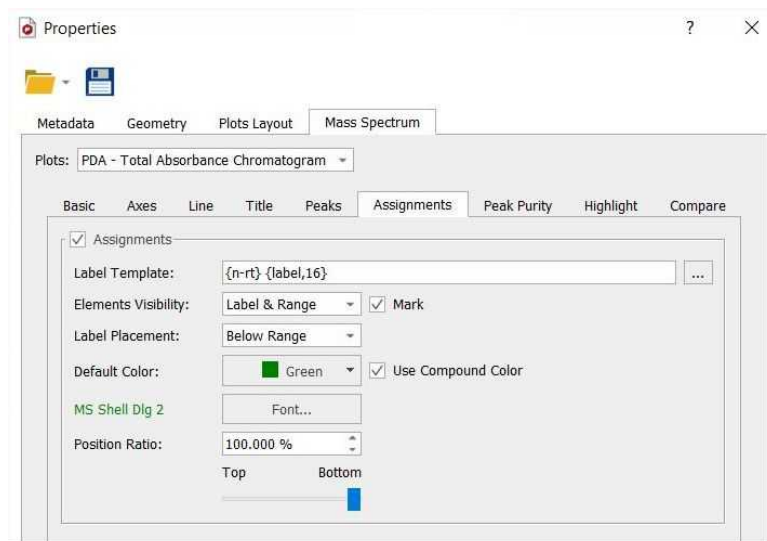 Properties ?
Metadata Geometry Plots Layout Mass Spectrum
Plots: PDA - Total Absorbance Chromatogram
Basic Axes Line Title Peaks Assignments Peak Purity Highlight Compare
Assignments
Label Template: {n-rt} {label,16} ...
Elements Visibility: Label & Range Mark
Label Placement: Below Range
Default Color: Green Use Compound Color
MS Shell Dlg 2 Font...
Position Ratio: 100.000 %
Top Bottom